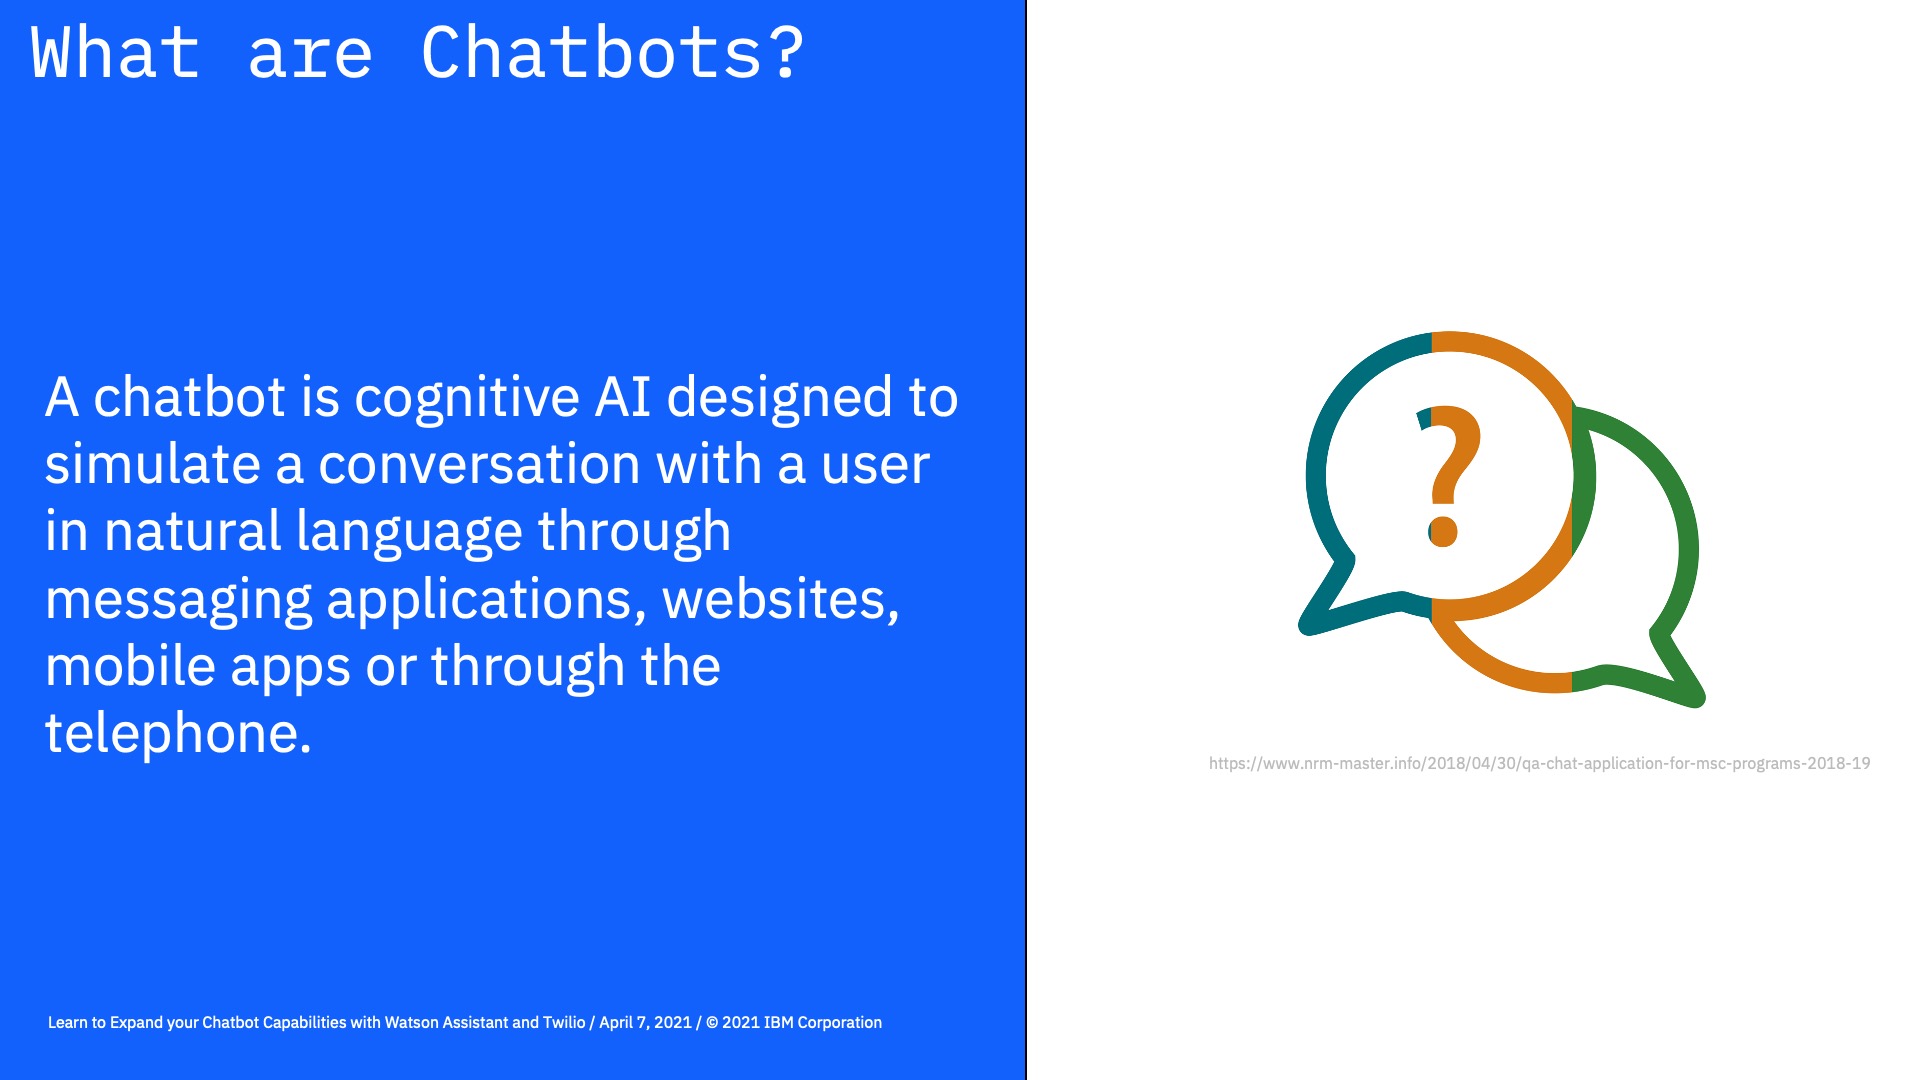 What are Chatbots?
A chatbot is cognitive AI designed to
simulate a conversation with a user
in natural language through
messaging applications, websites,
mobile apps or through the
telephone.
?
https://www.nrm-master.info/2018/04/30/qa-chat-application-for-msc-programs-2018-19
Learn to Expand your Chatbot Capabilities with Watson Assistant and Twilio / April 7, 2021 / © 2021 IBM Corporation